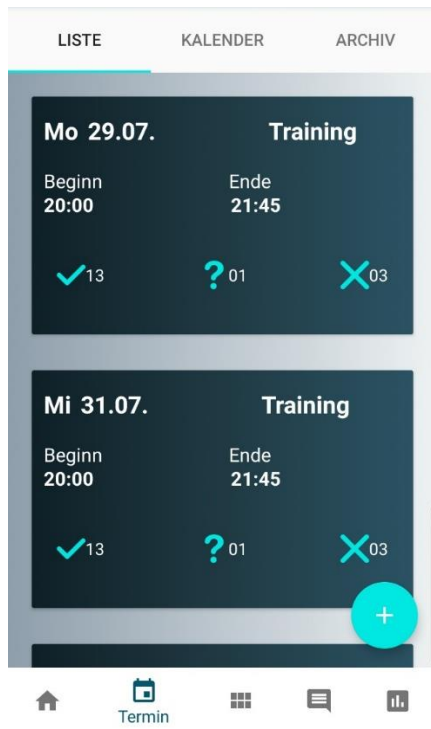 LISTE KALENDER ARCHIV
Mo 29.07. Training
Beginn Ende
20:00 21:45
13 ? 01 03
Mi 31.07. Training
Beginn Ende
20:00 21:45
13 ? 01 03
+
Termin